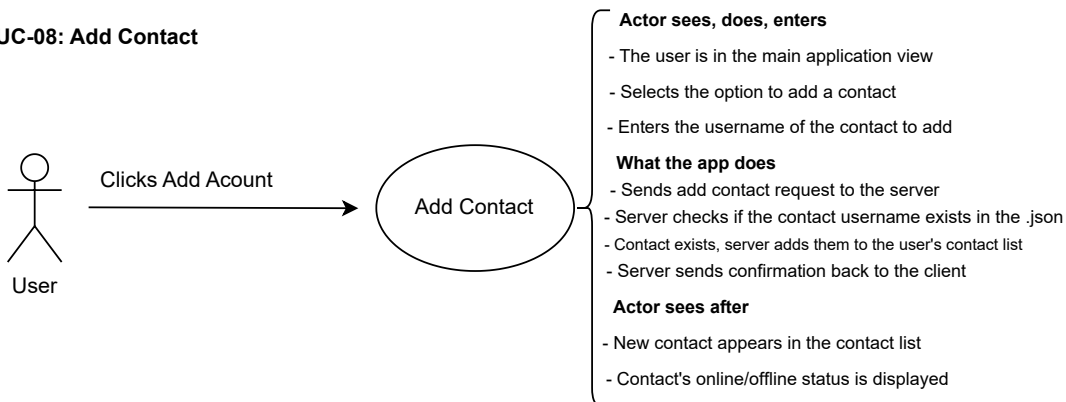 UC-08: Add Contact
User
Clicks Add Acount
Add Contact
Actor sees, does, enters
- The user is in the main application view
- Selects the option to add a contact
- Enters the username of the contact to add
What the app does
- Sends add contact request to the server
- Server checks if the contact username exists in the .json
- Contact exists, server adds them to the user's contact list
- Server sends confirmation back to the client
Actor sees after
- New contact appears in the contact list
- Contact's online/offline status is displayed